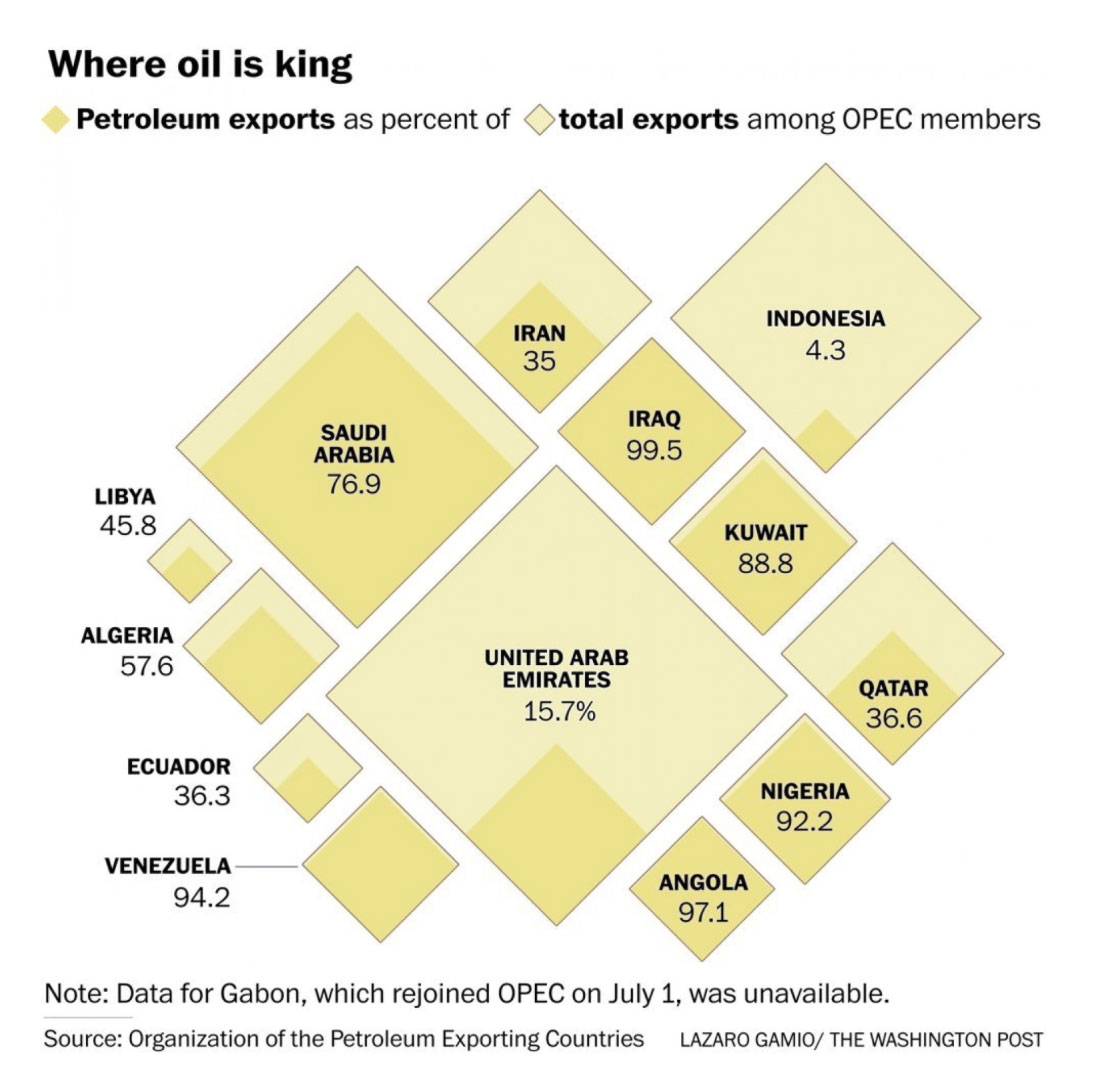 Where oil is king
Petroleum exports as percent of total exports among OPEC members
IRAN
35
INDONESIA
4.3
SAUDI
ARABIA
76.9
IRAQ
99.5
LIBYA
45.8
KUWAIT
88.8
ALGERIA
57.6
UNITED ARAB
EMIRATES
15.7%
QATAR
36.6
ECUADOR
36.3
NIGERIA
92.2
VENEZUELA
94.2
ANGOLA
97.1
Note: Data for Gabon, which rejoined OPEC on July 1, was unavailable.
Source: Organization of the Petroleum Exporting Countries LAZARO GAMIO/ THE WASHINGTON POST